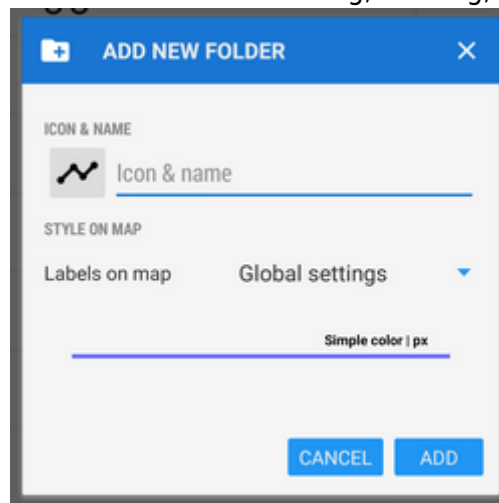 ADD NEW FOLDER
ICON & NAME
Icon & name
STYLE ON MAP
Labels on map Global settings
Simple color | px
CANCEL ADD